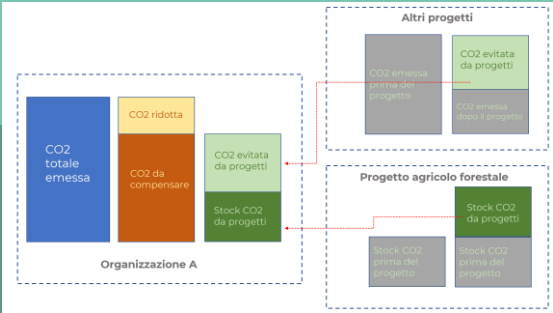 Altri progetti
CO2 emessa
prima del
progetto
CO2 evitata
da progetti
CO2 emessa
dopo il progetto
CO2
totale
emessa
CO2 ridotta
CO2 da
compensare
CO2 evitata
da progetti
Stock CO2
da progetti
Organizzazione A
Progetto agricolo forestale
Stock CO2
da progetti
Stock CO2
prima del
progetto
Stock CO2
prima del
progetto